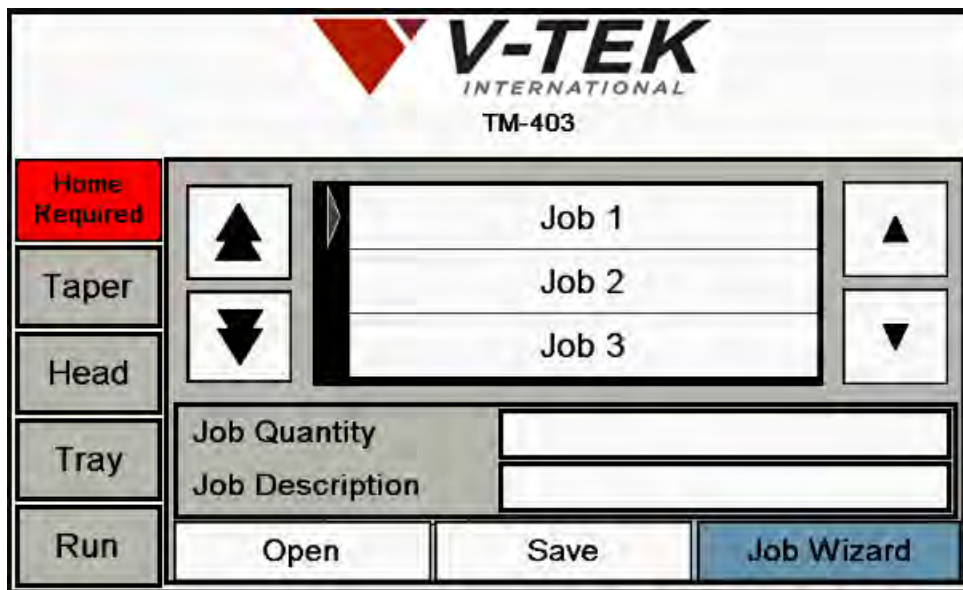 V-TEK
INTERNATIONAL
TM-403
Home
Required
Taper
Head
Tray
Run
Job 1
Job 2
Job 3
Job Quantity
Job Description
Open
Save
Job Wizard